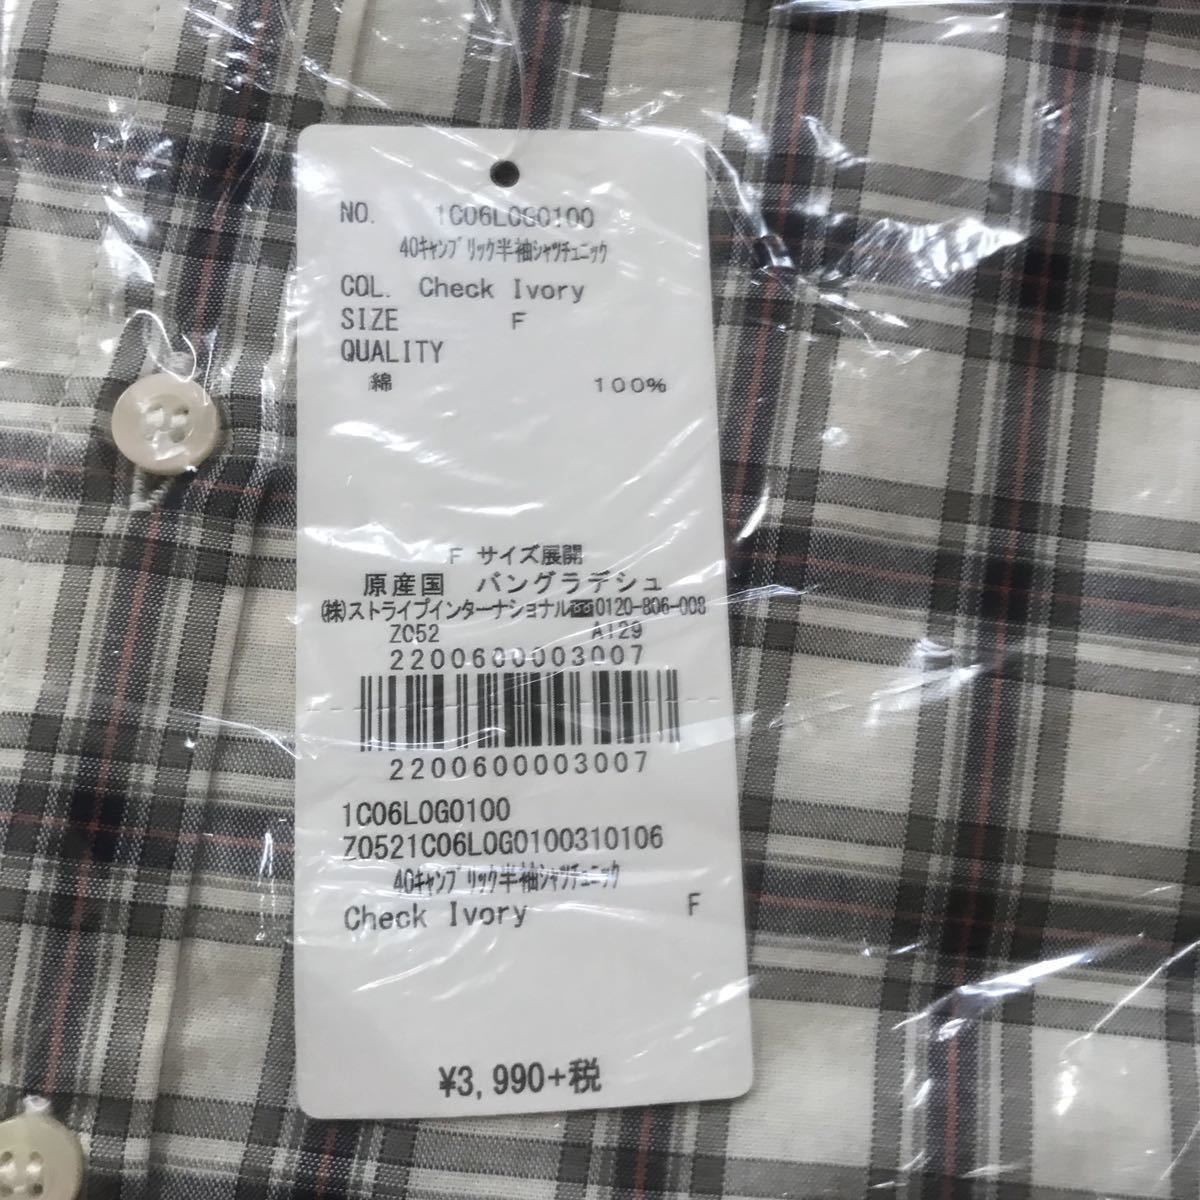 NO. 1C06L0G0100
40ｷｬﾝﾌﾞﾘｯｸ半袖ｼｬﾂﾁｭﾆｯｸ
COL. Check Ivory
SIZE F
QUALITY
綿 100%
F サイズ展開
原産国 バングラデシュ
(株)ストライプインターナショナル 0120-806-008
Z052 A129
2200600003007
2200600003007
1C06L0G0100
Z0521C06L0G0100310106
40ｷｬﾝﾌﾞﾘｯｸ半袖ｼｬﾂﾁｭﾆｯｸ
Check Ivory F
¥3,990+税